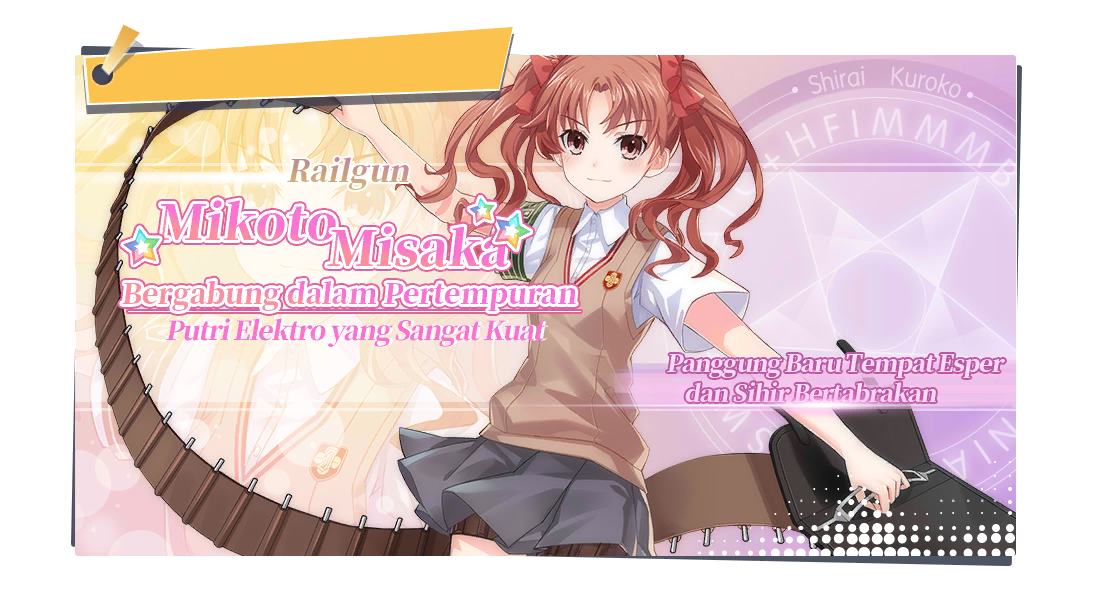 Shirai Kuroko
HFIMMMB
Railgun
Mikoto
Misaka
Bergabung dalam Pertempuran
Putri Elektro yang Sangat Kuat
Panggung Baru Tempat Esper
dan Sihir Bertabrakan